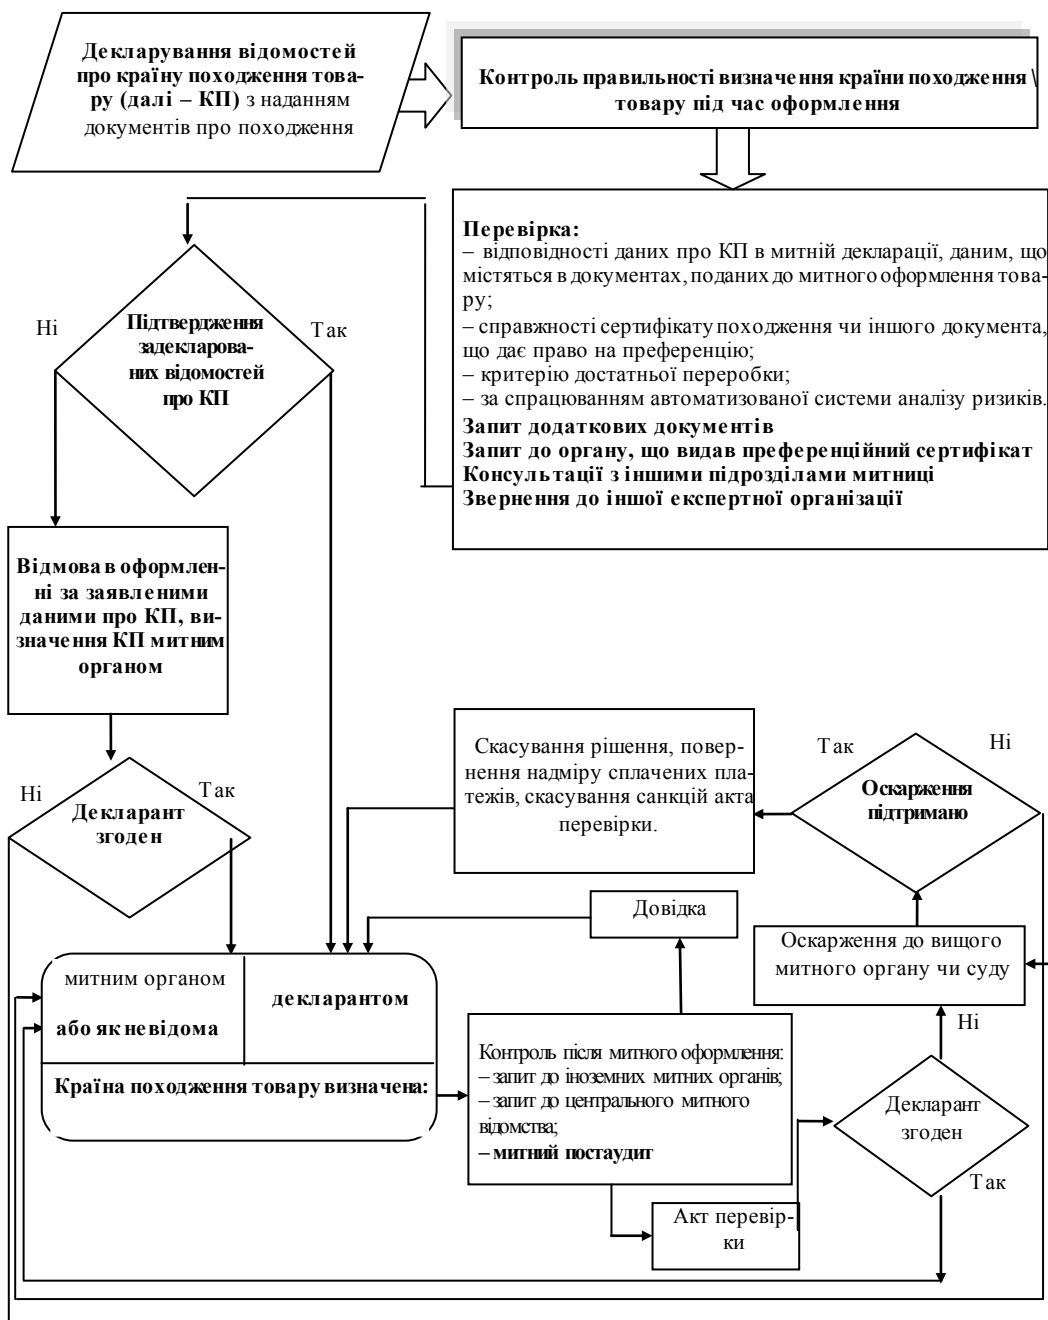 Декларування відомостей
про країну походження това-
ру (далі – КП) з наданням
документів про походження
Контроль правильності визначення країни походження \
товару під час оформлення
Перевірка:
– відповідності даних про КП в митній декларації, даним, що
містяться в документах, поданих до митного оформлення това-
ру;
– справжності сертифікату походження чи іншого документа,
що дає право на преференцію;
– критерію достатньої переробки;
– за спрацюванням автоматизованої системи аналізу ризиків.
Запит додаткових документів
Запит до органу, що видав преференційний сертифікат
Консультації з іншими підрозділами митниці
Звернення до іншої експертної організації
Ні
Так
Підтвердження
задекларова-
них відомостей
про КП
Відмова в оформлен-
ні за заявленими
даними про КП, ви-
значення КП митним
органом
Ні
Так
Декларант
згоден
Скасування рішення, повер-
нення надміру сплачених пла-
тежів, скасування санкцій акта
перевірки.
Так
Ні
Оскарження
підтримано
Довідка
Оскарження до вищого
митного органу чи суду
митним органом
або як невідома
декларантом
Країна походження товару визначена:
Контроль після митного оформлення:
– запит до іноземних митних органів;
– запит до центрального митного
відомства;
– митний постаудит
Ні
Декларант
згоден
Так
Акт перевір-
ки